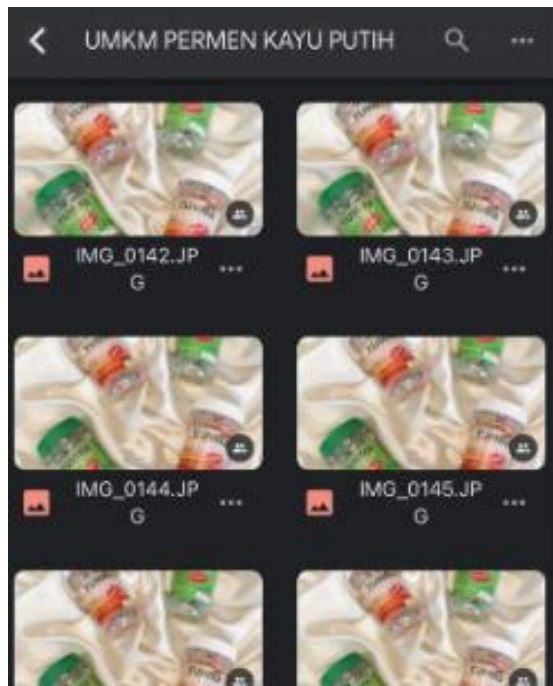 UMKM PERMEN KAYU PUTIH
IMG_0142.JP
G
IMG_0143.JP
G
IMG_0144.JP
G
IMG_0145.JP
G